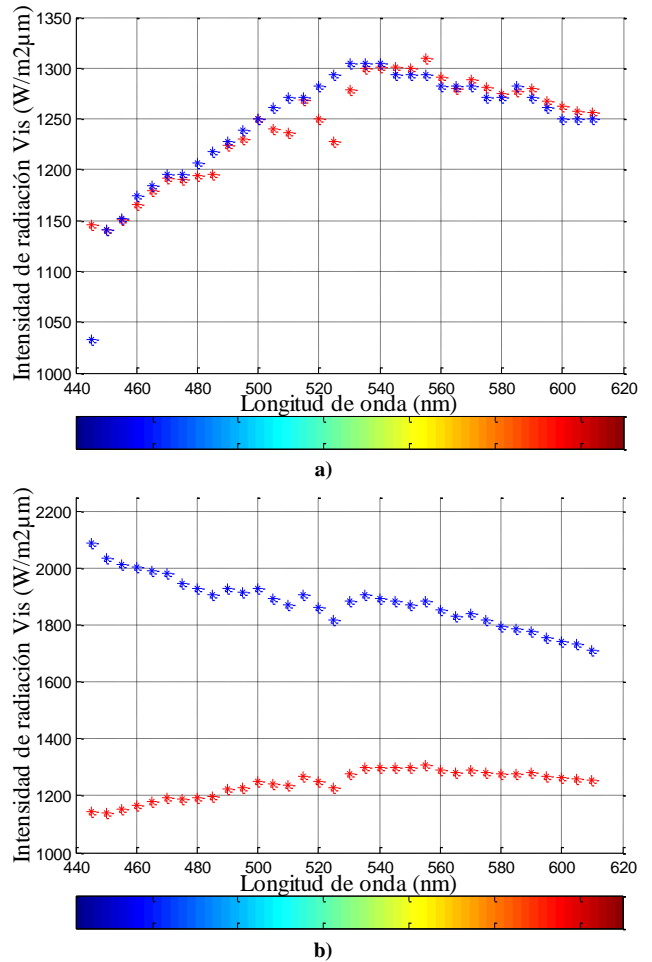 Intensidad de radiación Vis (W/m2μm)
1350
1300
1250
1200
1150
1100
1050
1000
440 460 480 500 520 540 560 580 600 620
Longitud de onda (nm)
a)
Intensidad de radiación Vis (W/m2μm)
2200
2000
1800
1600
1400
1200
1000
440 460 480 500 520 540 560 580 600 620
Longitud de onda (nm)
b)